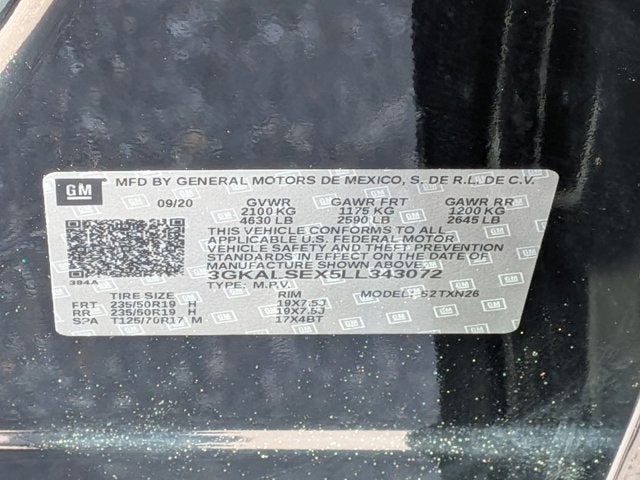 GM MFD BY GENERAL MOTORS DE MEXICO, S. DE R.L. DE C.V.
09/20 GVWR GAWR FRT GAWR RR
2100 KG 1175 KG 1200 KG
4630 LB 2590 LB 2645 LB
THIS VEHICLE CONFORMS TO ALL
APPLICABLE U.S. FEDERAL MOTOR
VEHICLE SAFETY AND THEFT PREVENTION
STANDARDS IN EFFECT ON THE DATE OF
MANUFACTURE SHOWN ABOVE.
384A 3GKALSEX5LL343072
TYPE: M.P.V. MODEL:
TIRE SIZE RIM
FRT 235/50R19 H 19X7.5J
RR 235/50R19 H 19X7.5J
SPA T125/70R17 M 17X4BT